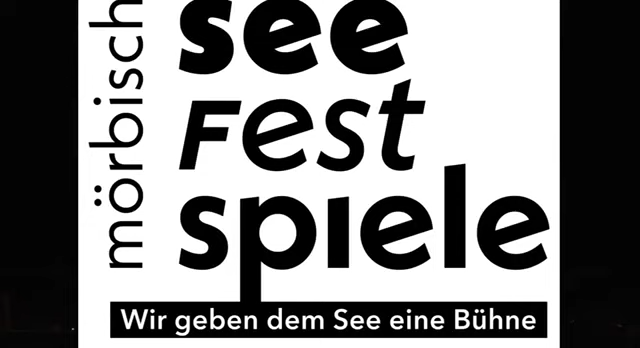 mörbisch
see
Fest
spiele
Wir geben dem See eine Bühne